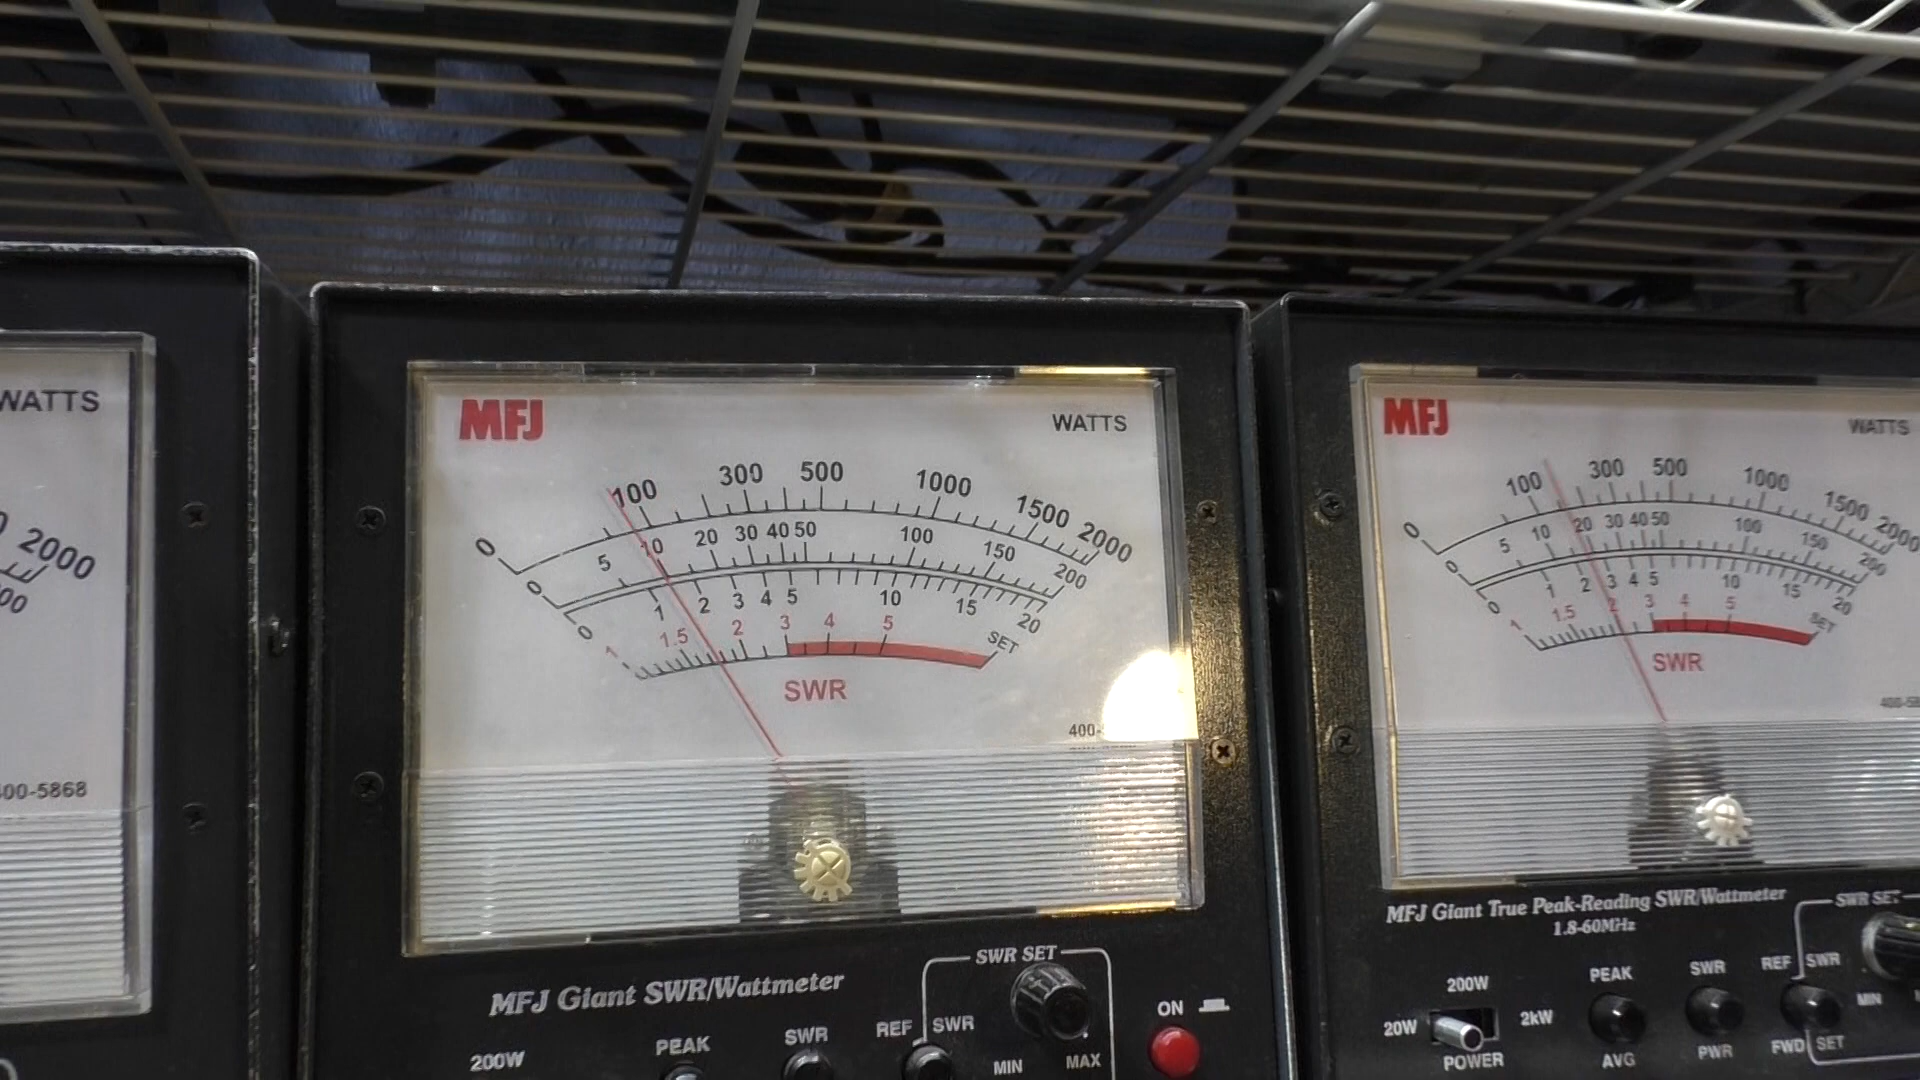 WATTS
2000
400-5868
MFJ
WATTS
0 100 300 500 1000 1500 2000
0 5 10 20 30 40 50 100 150 200
0 1 2 3 4 5 10 15 20
1 1.5 2 3 4 5 SET
SWR
400-
MFJ Giant SWR/Wattmeter
SWR SET
200W
PEAK
SWR
REF
SWR
MIN
MAX
ON
MFJ
WATTS
0 100 300 500 1000 1500 2000
0 5 10 20 30 40 50 100 150 200
0 1 2 3 4 5 10 15 20
1 1.5 2 3 4 5 SET
SWR
MFJ Giant True Peak-Reading SWR/Wattmeter
1.8-60MHz
SWR SET
200W
20W
2kW
POWER
PEAK
AVG
SWR
PWR
REF
SWR
FWD
SET
MIN